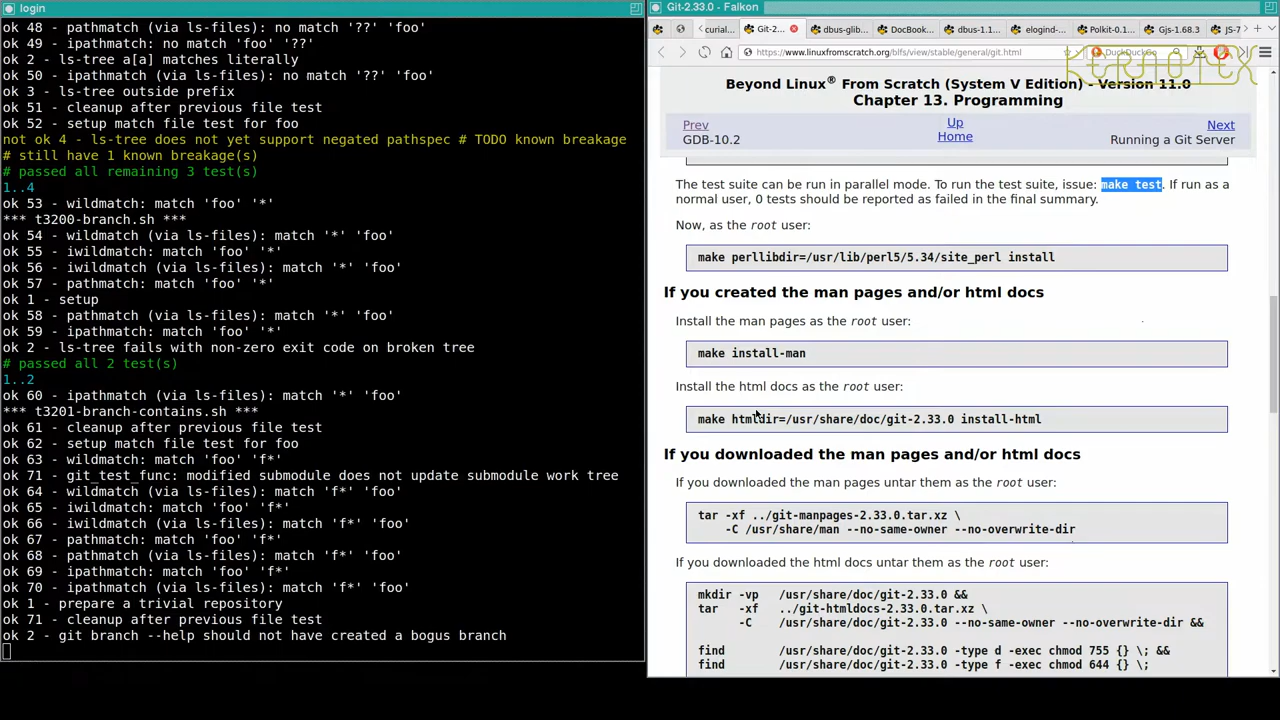 login
ok 48 - pathmatch (via ls-files): no match '??' 'foo'
ok 49 - ipathmatch: no match 'foo' '??'
ok 2 - ls-tree a[a] matches literally
ok 50 - ipathmatch (via ls-files): no match '??' 'foo'
ok 3 - ls-tree outside prefix
ok 51 - cleanup after previous file test
ok 52 - setup match file test for foo
not ok 4 - ls-tree does not yet support negated pathspec # TODO known breakage
# still have 1 known breakage(s)
# passed all remaining 3 test(s)
1..4
ok 53 - wildmatch: match 'foo' '*'
*** t3200-branch.sh ***
ok 54 - wildmatch (via ls-files): match '*' 'foo'
ok 55 - iwildmatch: match 'foo' '*'
ok 56 - iwildmatch (via ls-files): match '*' 'foo'
ok 57 - pathmatch: match 'foo' '*'
ok 1 - setup
ok 58 - pathmatch (via ls-files): match '*' 'foo'
ok 59 - ipathmatch: match 'foo' '*'
ok 2 - ls-tree fails with non-zero exit code on broken tree
# passed all 2 test(s)
1..2
ok 60 - ipathmatch (via ls-files): match '*' 'foo'
*** t3201-branch-contains.sh ***
ok 61 - cleanup after previous file test
ok 62 - setup match file test for foo
ok 63 - wildmatch: match 'foo' 'f*'
ok 71 - git_test_func: modified submodule does not update submodule work tree
ok 64 - wildmatch (via ls-files): match 'f*' 'foo'
ok 65 - iwildmatch: match 'foo' 'f*'
ok 66 - iwildmatch (via ls-files): match 'f*' 'foo'
ok 67 - pathmatch: match 'foo' 'f*'
ok 68 - pathmatch (via ls-files): match 'f*' 'foo'
ok 69 - ipathmatch: match 'foo' 'f*'
ok 70 - ipathmatch (via ls-files): match 'f*' 'foo'
ok 1 - prepare a trivial repository
ok 71 - cleanup after previous file test
ok 2 - git branch --help should not have created a bogus branch
Git-2.33.0 - Falkon
curial... Git-2... dbus-glib... DocBook... dbus-1.1... elogind-... Polkit-0.1... Gjs-1.68.3 JS-7
https://www.linuxfromscratch.org/blfs/view/stable/general/git.html DuckDuckGo
KERNOTEX
Beyond Linux® From Scratch (System V Edition) - Version 11.0
Chapter 13. Programming
Prev Up Next
GDB-10.2 Home Running a Git Server
The test suite can be run in parallel mode. To run the test suite, issue: make test. If run as a
normal user, 0 tests should be reported as failed in the final summary.
Now, as the root user:
make perllibdir=/usr/lib/perl5/5.34/site_perl install
If you created the man pages and/or html docs
Install the man pages as the root user:
make install-man
Install the html docs as the root user:
make htmldir=/usr/share/doc/git-2.33.0 install-html
If you downloaded the man pages and/or html docs
If you downloaded the man pages untar them as the root user:
tar -xf ../git-manpages-2.33.0.tar.xz \
-C /usr/share/man --no-same-owner --no-overwrite-dir
If you downloaded the html docs untar them as the root user:
mkdir -vp /usr/share/doc/git-2.33.0 &&
tar -xf ../git-htmldocs-2.33.0.tar.xz \
-C /usr/share/doc/git-2.33.0 --no-same-owner --no-overwrite-dir &&
find /usr/share/doc/git-2.33.0 -type d -exec chmod 755 {} \; &&
find /usr/share/doc/git-2.33.0 -type f -exec chmod 644 {} \;